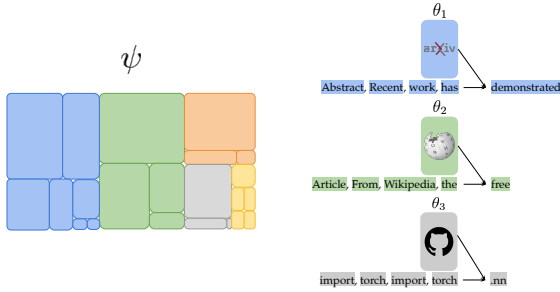 ψ
θ1
arXiv
Abstract, Recent, work, has demonstrated
θ2
Article, From, Wikipedia, the free
θ3
import, torch, import, torch .nn